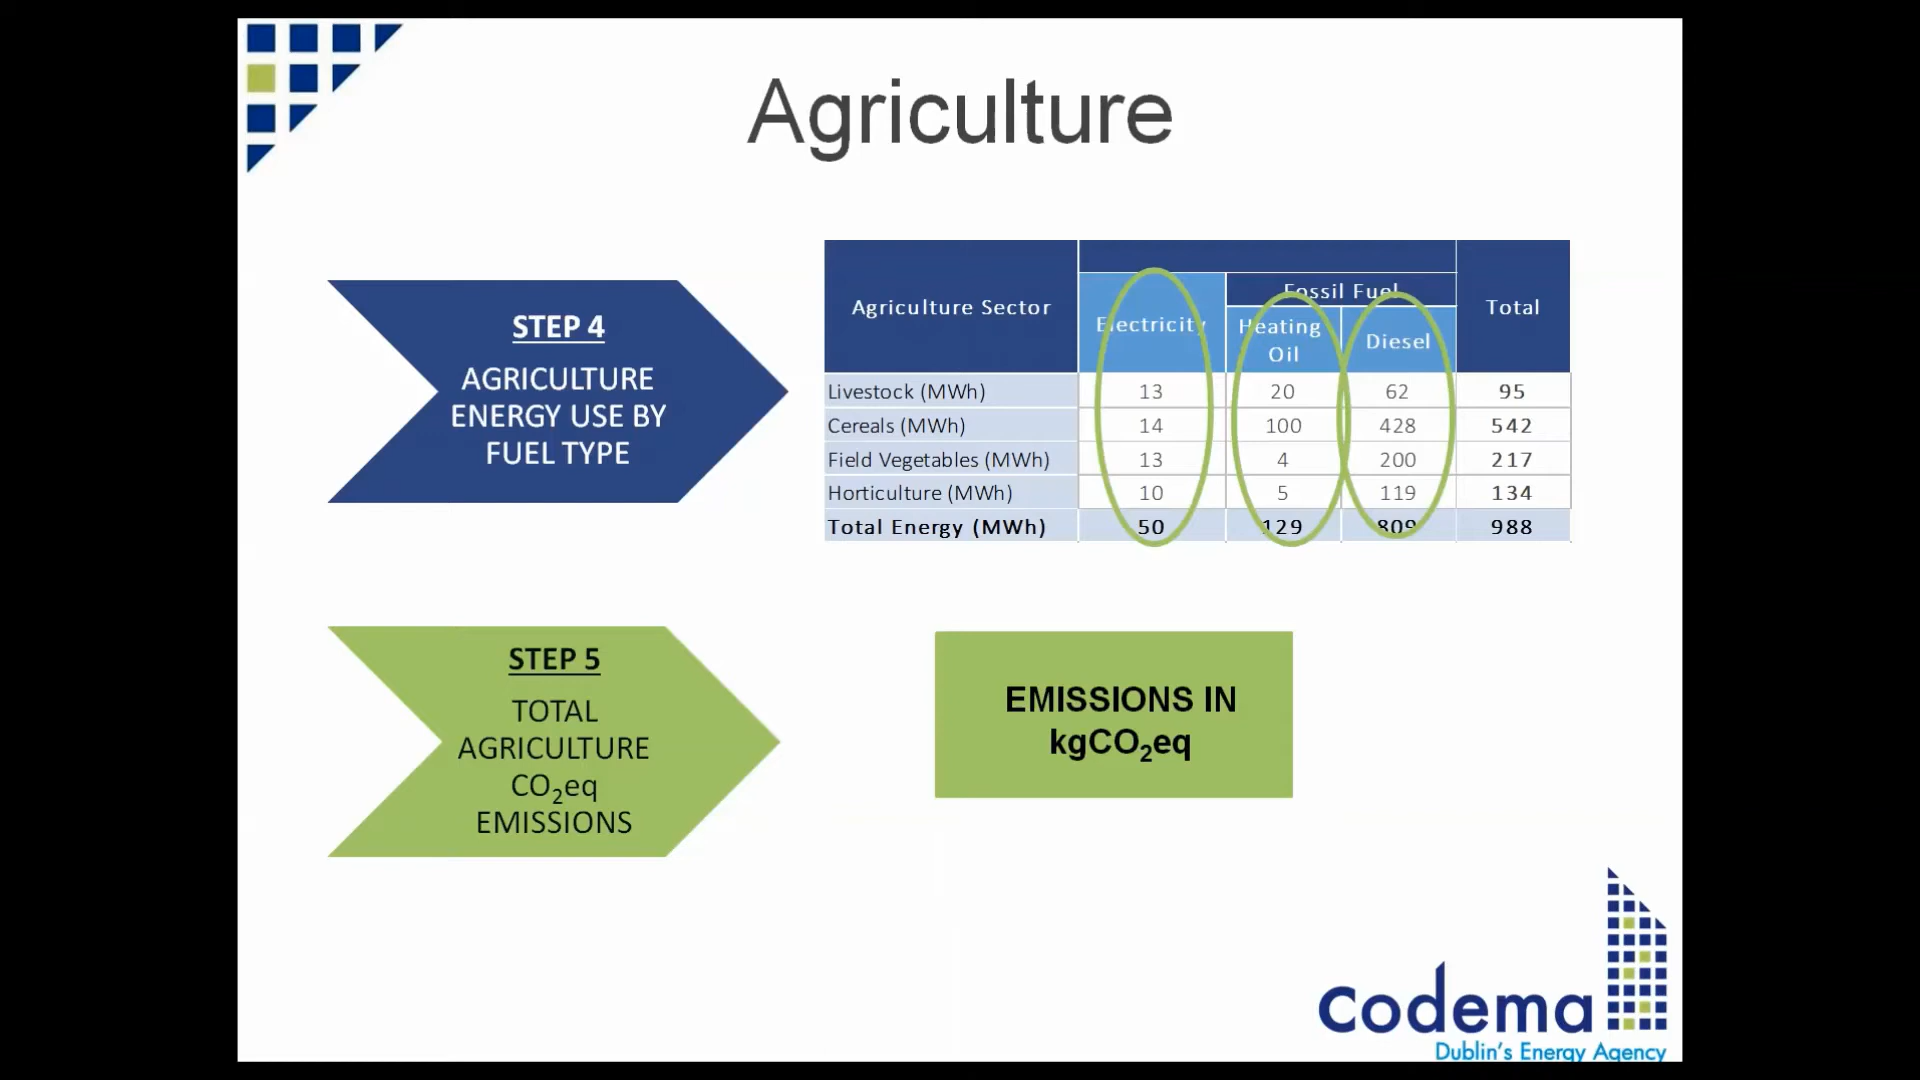 Agriculture
STEP 4
AGRICULTURE
ENERGY USE BY
FUEL TYPE
Agriculture Sector
Electricity
Fossil Fuel
Heating
Oil
Diesel
Total
Livestock (MWh) 13 20 62 95
Cereals (MWh) 14 100 428 542
Field Vegetables (MWh) 13 4 200 217
Horticulture (MWh) 10 5 119 134
Total Energy (MWh) 50 129 809 988
STEP 5
TOTAL
AGRICULTURE
CO₂eq
EMISSIONS
EMISSIONS IN
kgCO₂eq
codema
Dublin's Energy Agency